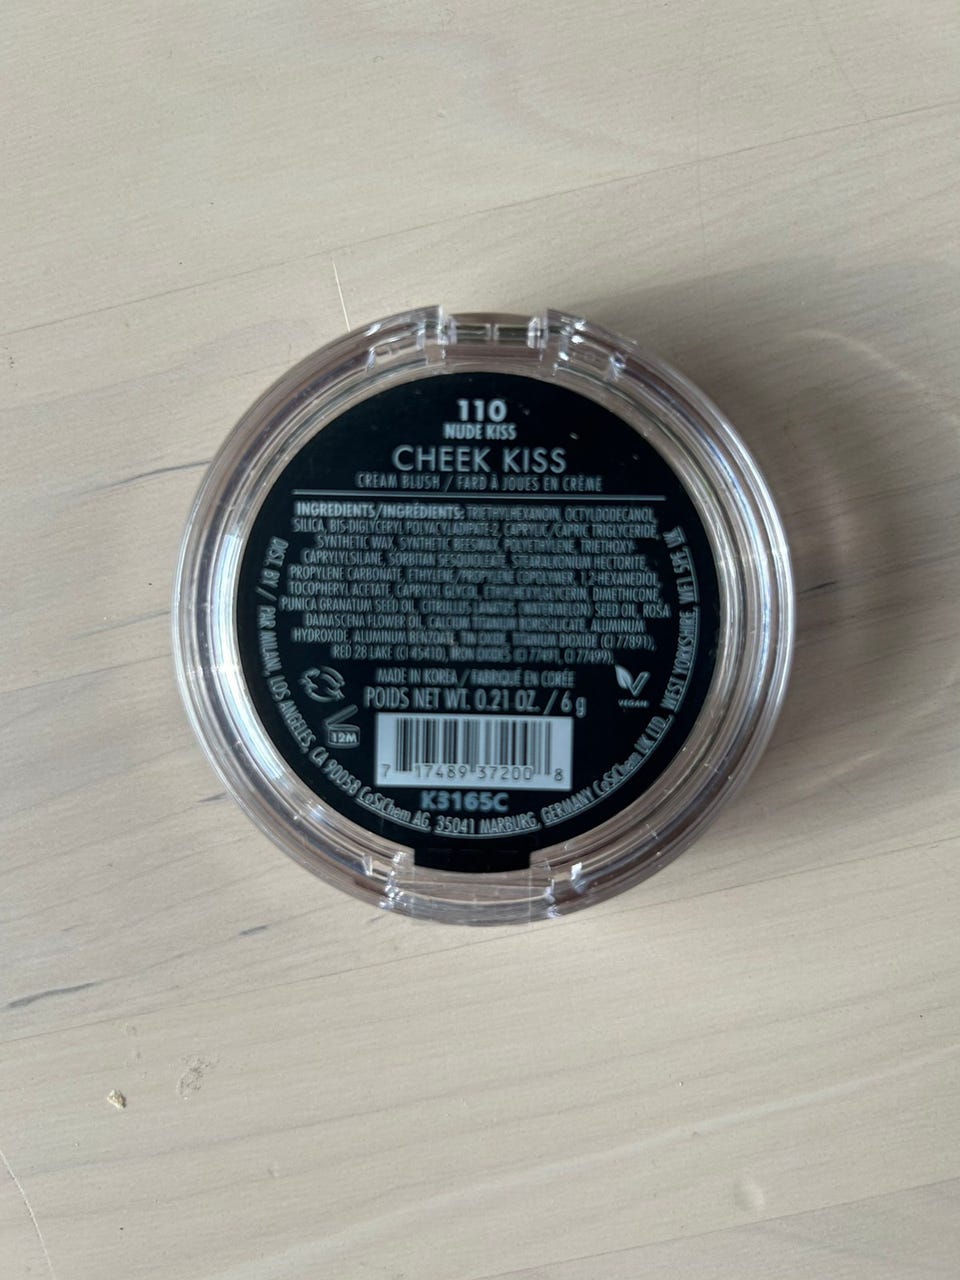 110
NUDE KISS
CHEEK KISS
CREAM BLUSH / FARD À JOUES EN CRÈME
INGREDIENTS/INGRÉDIENTS: TRIETHYLHEXANOIN, OCTYLDODECANOL,
SILICA, BIS-DIGLYCERYL POLYACYLADIPATE-2, CAPRYLIC/CAPRIC TRIGLYCERIDE,
SYNTHETIC WAX, SYNTHETIC BEESWAX, POLYETHYLENE, TRIETHOXY-
CAPRYLYLSILANE, SORBITAN SESQUIOLEATE, STEARALKONIUM HECTORITE,
PROPYLENE CARBONATE, ETHYLENE/PROPYLENE COPOLYMER, 1,2-HEXANEDIOL,
TOCOPHERYL ACETATE, CAPRYLYL GLYCOL, ETHYLHEXYLGLYCERIN, DIMETHICONE,
PUNICA GRANATUM SEED OIL, CITRULLUS LANATUS (WATERMELON) SEED OIL, ROSA
DAMASCENA FLOWER OIL, CALCIUM TITANIUM BOROSILICATE, ALUMINUM
HYDROXIDE, ALUMINUM BENZOATE, TIN OXIDE, TITANIUM DIOXIDE (CI 77891),
RED 28 LAKE (CI 45410), IRON OXIDES (CI 77491, CI 77499).
MADE IN KOREA / FABRIQUÉ EN CORÉE
POIDS NET WT. 0.21 OZ. / 6 g
VEGAN
12M
7 17489 37200 8
K3165C
DIST. BY / PAR MILANI, LOS ANGELES, CA 90058 CoSiChem AG, 35041 MARBURG, GERMANY CoSiChem UK LTD. WEST YORKSHIRE, WF1 UK